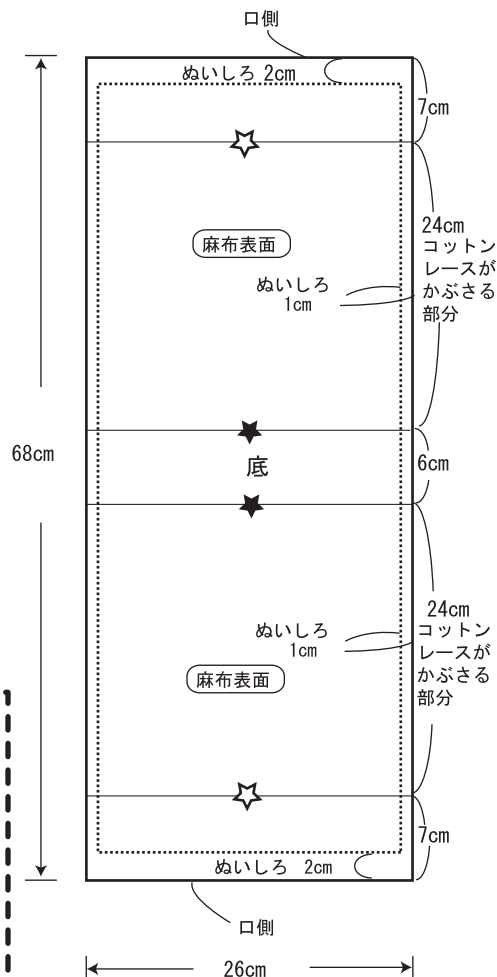 口側
ぬいしろ 2cm
7cm
麻布表面
24cm
コットン
レースが
かぶさる
部分
ぬいしろ
1cm
68cm
底
6cm
24cm
コットン
レースが
かぶさる
部分
ぬいしろ
1cm
麻布表面
7cm
ぬいしろ 2cm
口側
26cm